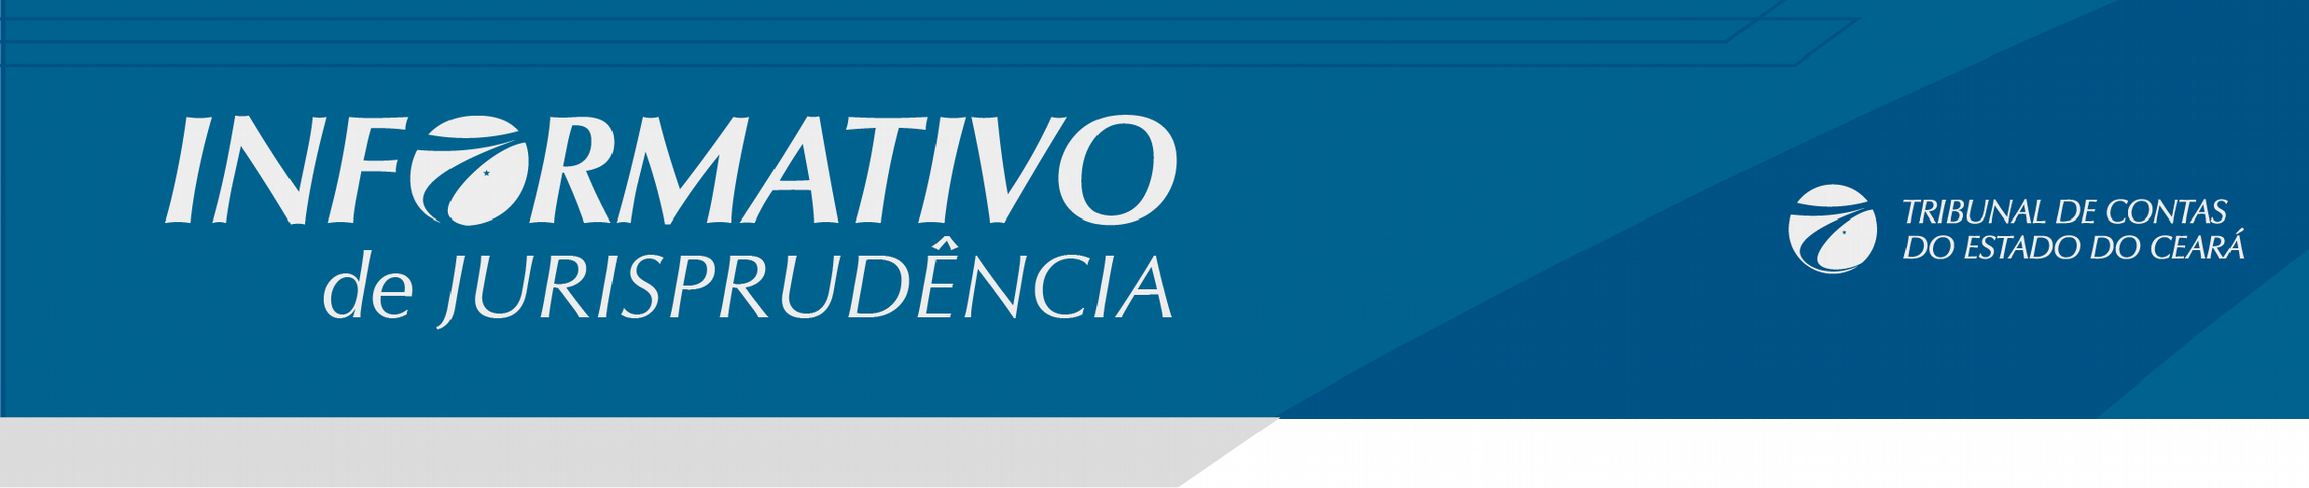 INFORMATIVO
de JURISPRUDÊNCIA
TRIBUNAL DE CONTAS
DO ESTADO DO CEARÁ